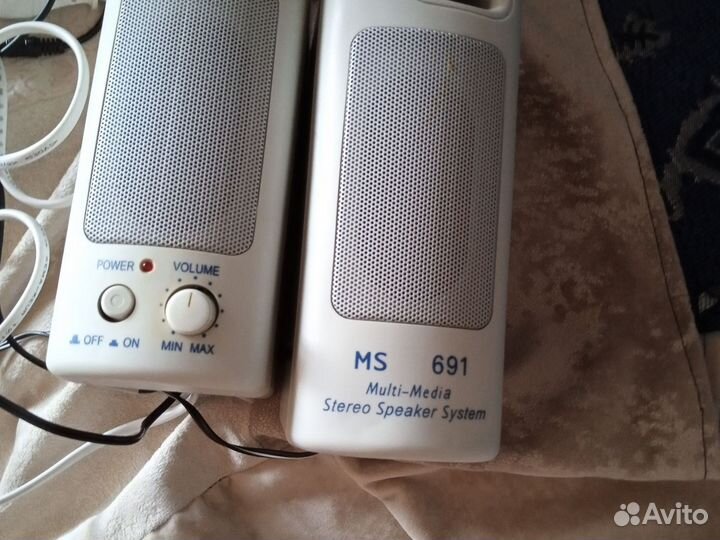 POWER VOLUME
OFF ON MIN MAX
MS 691
Multi-Media
Stereo Speaker System
Avito